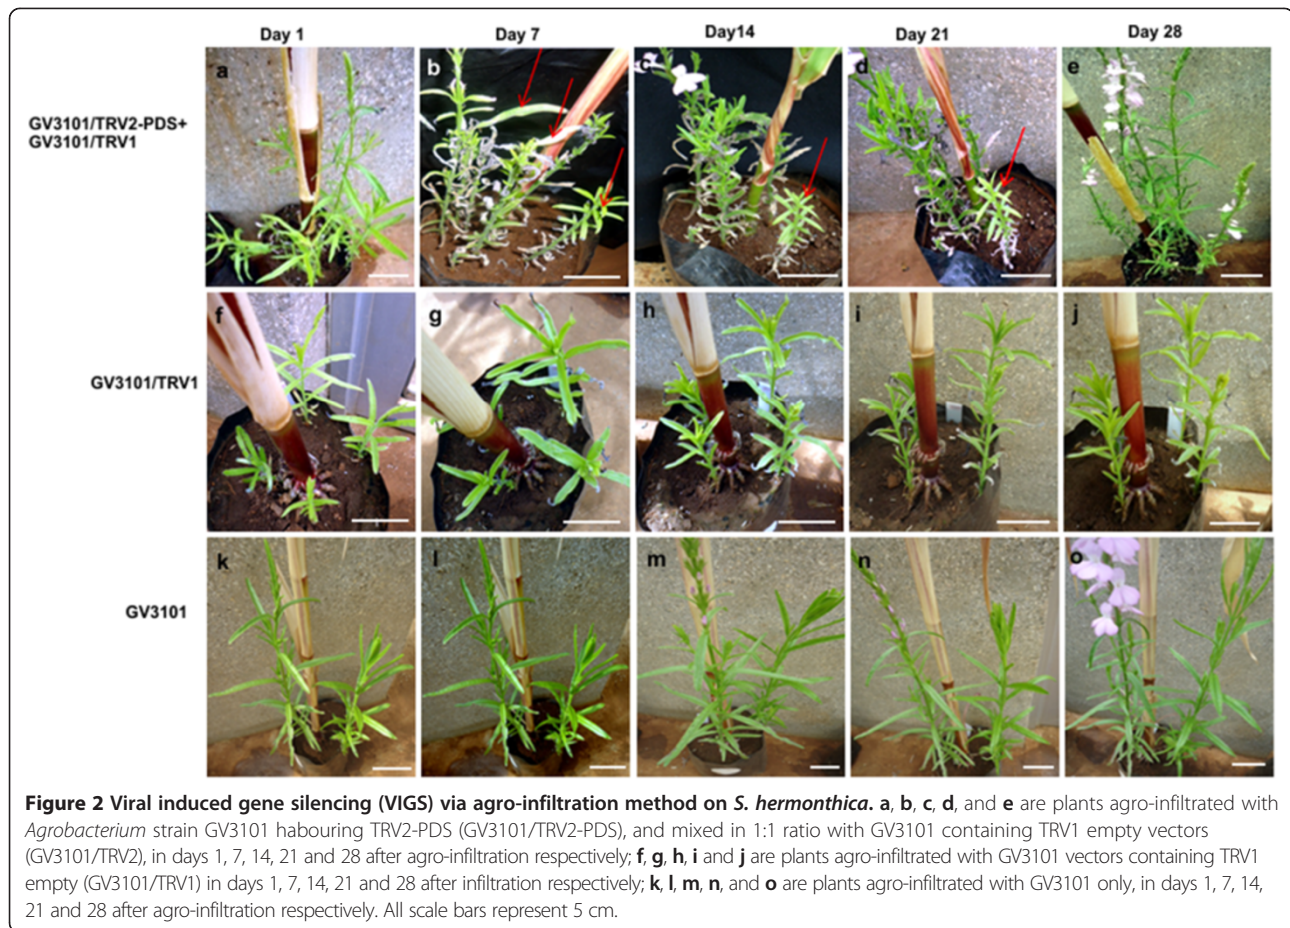 Day 1 Day 7 Day14 Day 21 Day 28
GV3101/TRV2-PDS+
GV3101/TRV1
a b c d e
GV3101/TRV1
f g h i j
GV3101
k l m n o
Figure 2 Viral induced gene silencing (VIGS) via agro-infiltration method on S. hermonthica. a, b, c, d, and e are plants agro-infiltrated with
Agrobacterium strain GV3101 habouring TRV2-PDS (GV3101/TRV2-PDS), and mixed in 1:1 ratio with GV3101 containing TRV1 empty vectors
(GV3101/TRV2), in days 1, 7, 14, 21 and 28 after agro-infiltration respectively; f, g, h, i and j are plants agro-infiltrated with GV3101 vectors containing TRV1
empty (GV3101/TRV1) in days 1, 7, 14, 21 and 28 after infiltration respectively; k, l, m, n, and o are plants agro-infiltrated with GV3101 only, in days 1, 7, 14,
21 and 28 after agro-infiltration respectively. All scale bars represent 5 cm.